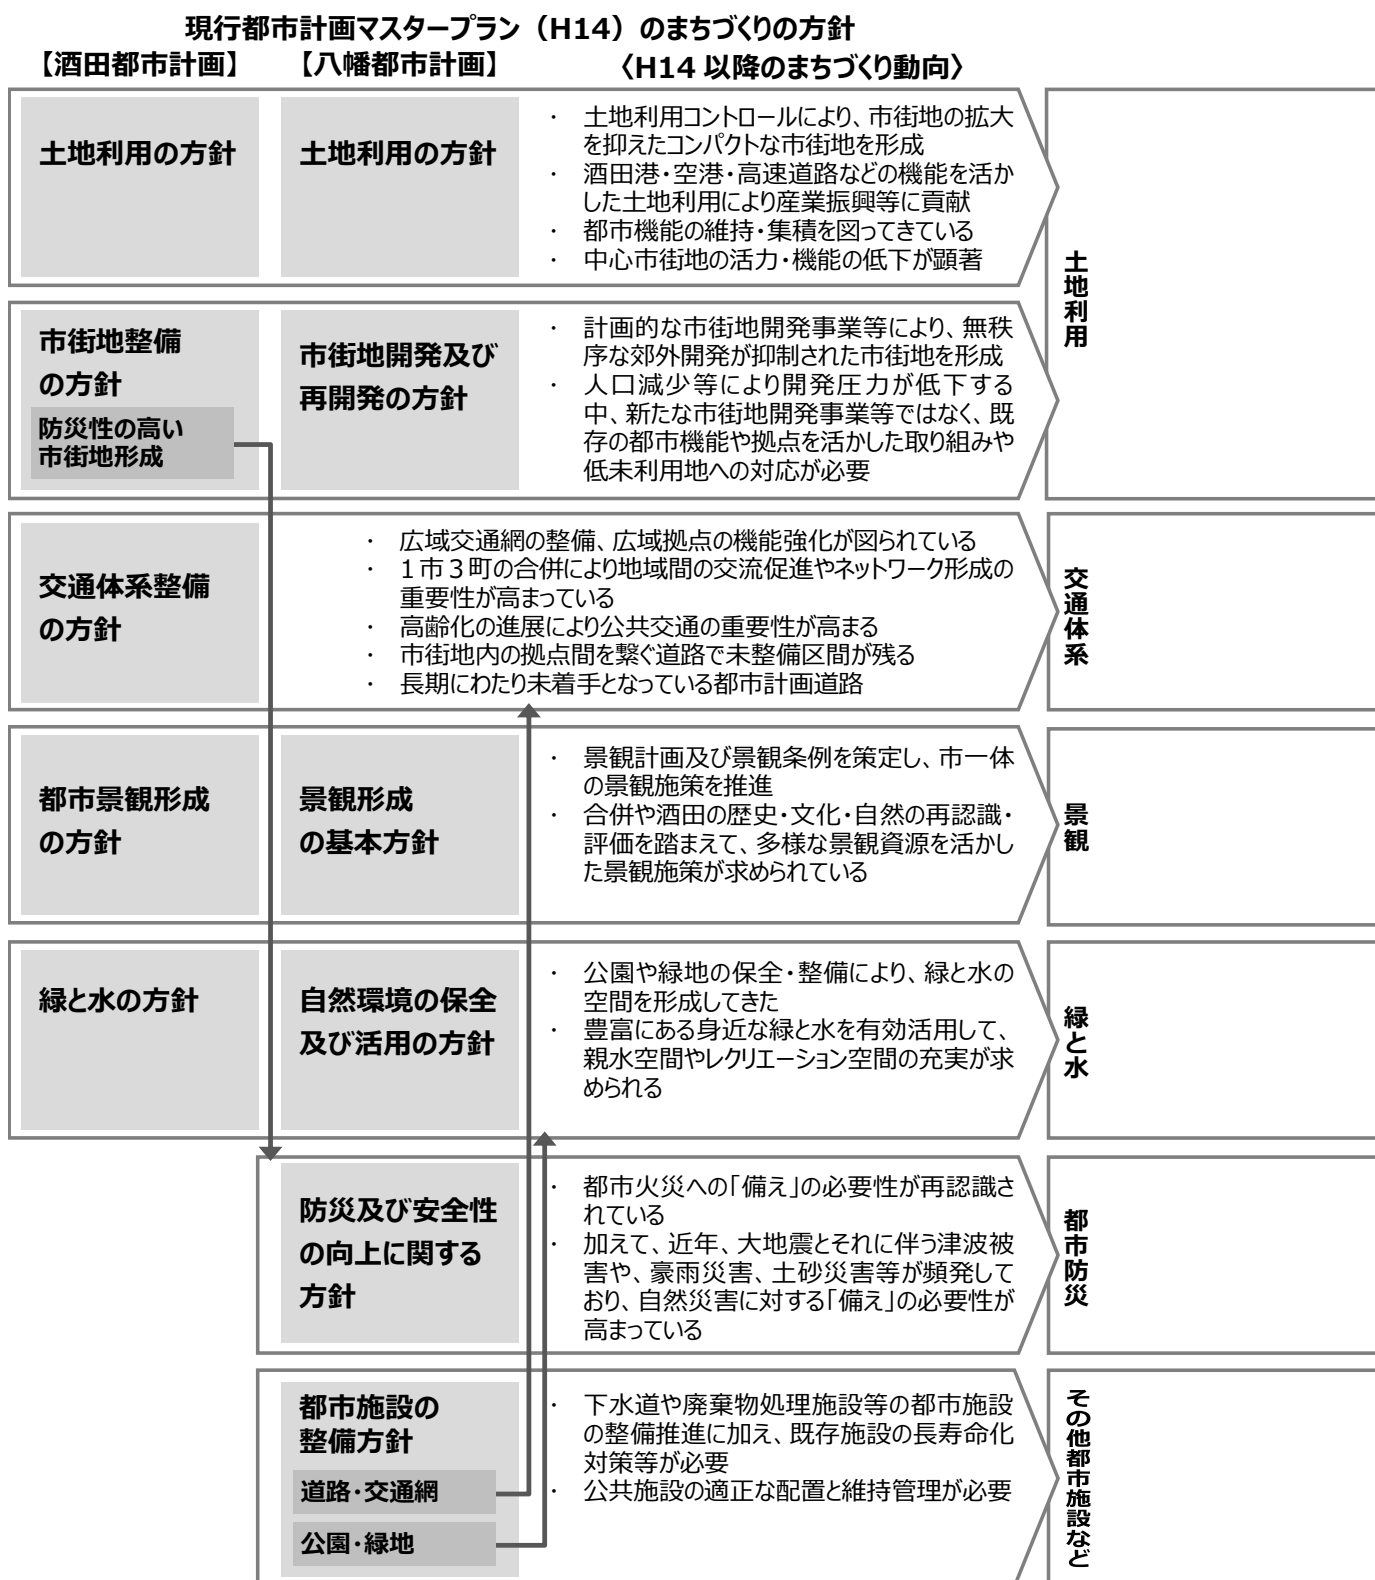 現行都市計画マスタープラン（H14）のまちづくりの方針
【酒田都市計画】
【八幡都市計画】
〈H14 以降のまちづくり動向〉
土地利用の方針
土地利用の方針
・ 土地利用コントロールにより、市街地の拡大
を抑えたコンパクトな市街地を形成
・ 酒田港・空港・高速道路などの機能を活か
した土地利用により産業振興等に貢献
・ 都市機能の維持・集積を図ってきている
・ 中心市街地の活力・機能の低下が顕著
土地利用
市街地整備
の方針
防災性の高い
市街地形成
市街地開発及び
再開発の方針
・ 計画的な市街地開発事業等により、無秩
序な郊外開発が抑制された市街地を形成
・ 人口減少等により開発圧力が低下する
中、新たな市街地開発事業等ではなく、既
存の都市機能や拠点を活かした取り組みや
低未利用地への対応が必要
交通体系整備
の方針
・ 広域交通網の整備、広域拠点の機能強化が図られている
・ 1市３町の合併により地域間の交流促進やネットワーク形成の
重要性が高まっている
・ 高齢化の進展により公共交通の重要性が高まる
・ 市街地内の拠点間を繋ぐ道路で未整備区間が残る
・ 長期にわたり未着手となっている都市計画道路
交通体系
都市景観形成
の方針
景観形成
の基本方針
・ 景観計画及び景観条例を策定し、市一体
の景観施策を推進
・ 合併や酒田の歴史・文化・自然の再認識・
評価を踏まえて、多様な景観資源を活かし
た景観施策が求められている
景観
緑と水の方針
自然環境の保全
及び活用の方針
・ 公園や緑地の保全・整備により、緑と水の
空間を形成してきた
・ 豊富にある身近な緑と水を有効活用して、
親水空間やレクリエーション空間の充実が求
められる
緑と水
防災及び安全性
の向上に関する
方針
・ 都市火災への「備え」の必要性が再認識さ
れている
・ 加えて、近年、大地震とそれに伴う津波被
害や、豪雨災害、土砂災害等が頻発して
おり、自然災害に対する「備え」の必要性が
高まっている
都市防災
都市施設の
整備方針
道路・交通網
公園・緑地
・ 下水道や廃棄物処理施設等の都市施設
の整備推進に加え、既存施設の長寿命化
対策等が必要
・ 公共施設の適正な配置と維持管理が必要
その他都市施設など